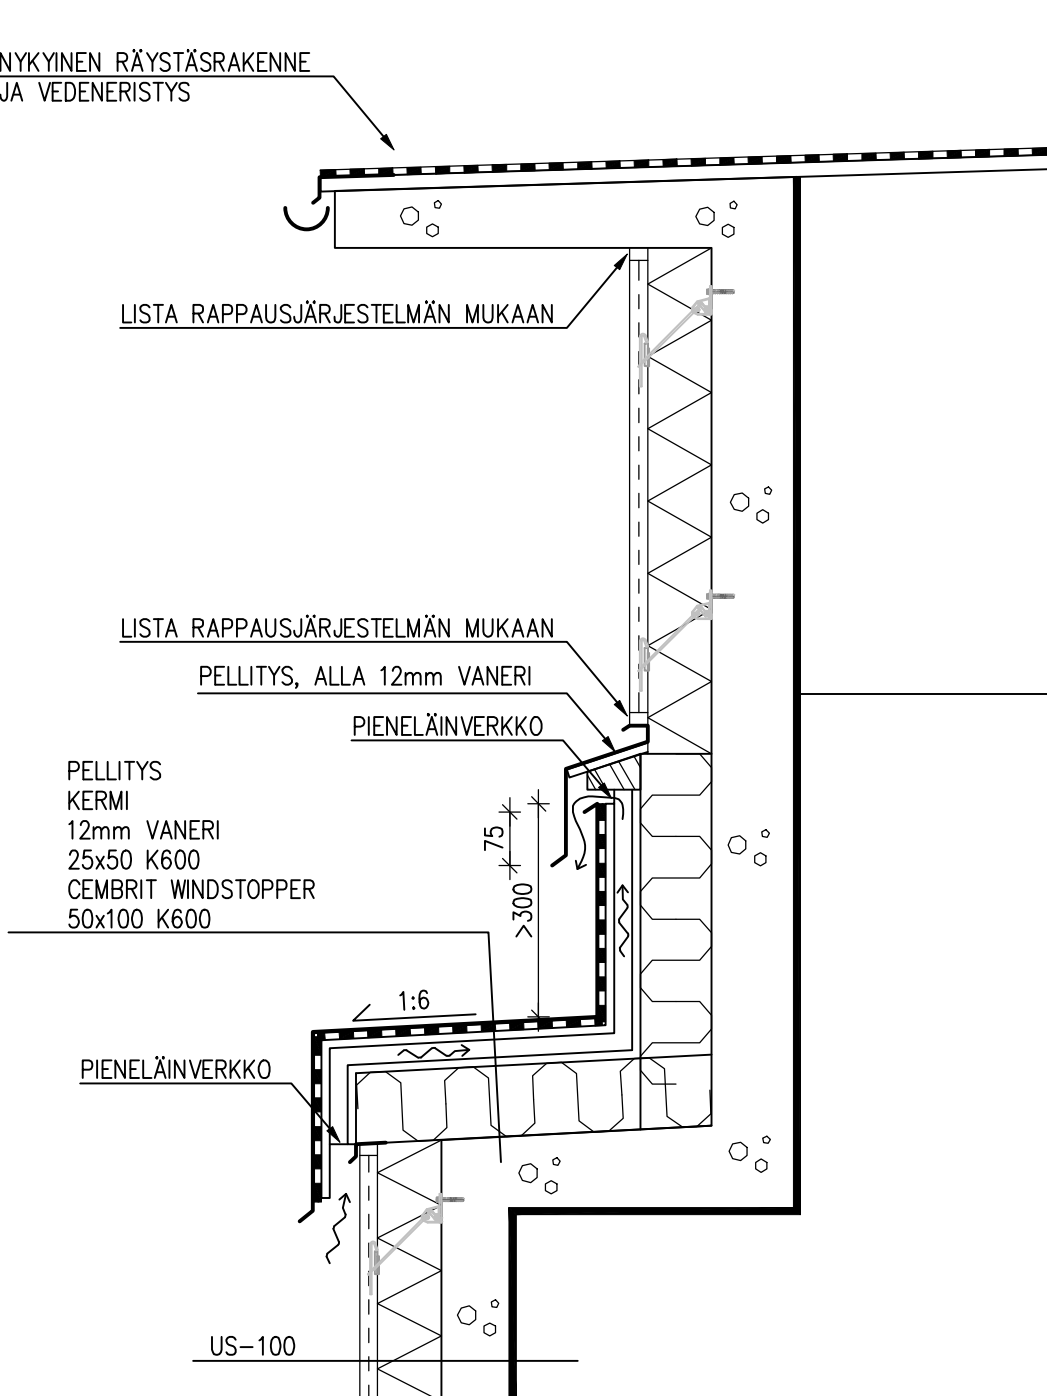 NYKYINEN RÄYSTÄSRAKENNE
JA VEDENERISTYS
LISTA RAPPAUSJÄRJESTELMÄN MUKAAN
LISTA RAPPAUSJÄRJESTELMÄN MUKAAN
PELLITYS, ALLA 12mm VANERI
PIENELÄINVERKKO
PELLITYS
KERMI
12mm VANERI
25x50 K600
CEMBRIT WINDSTOPPER
50x100 K600
75
>300
1:6
PIENELÄINVERKKO
US-100